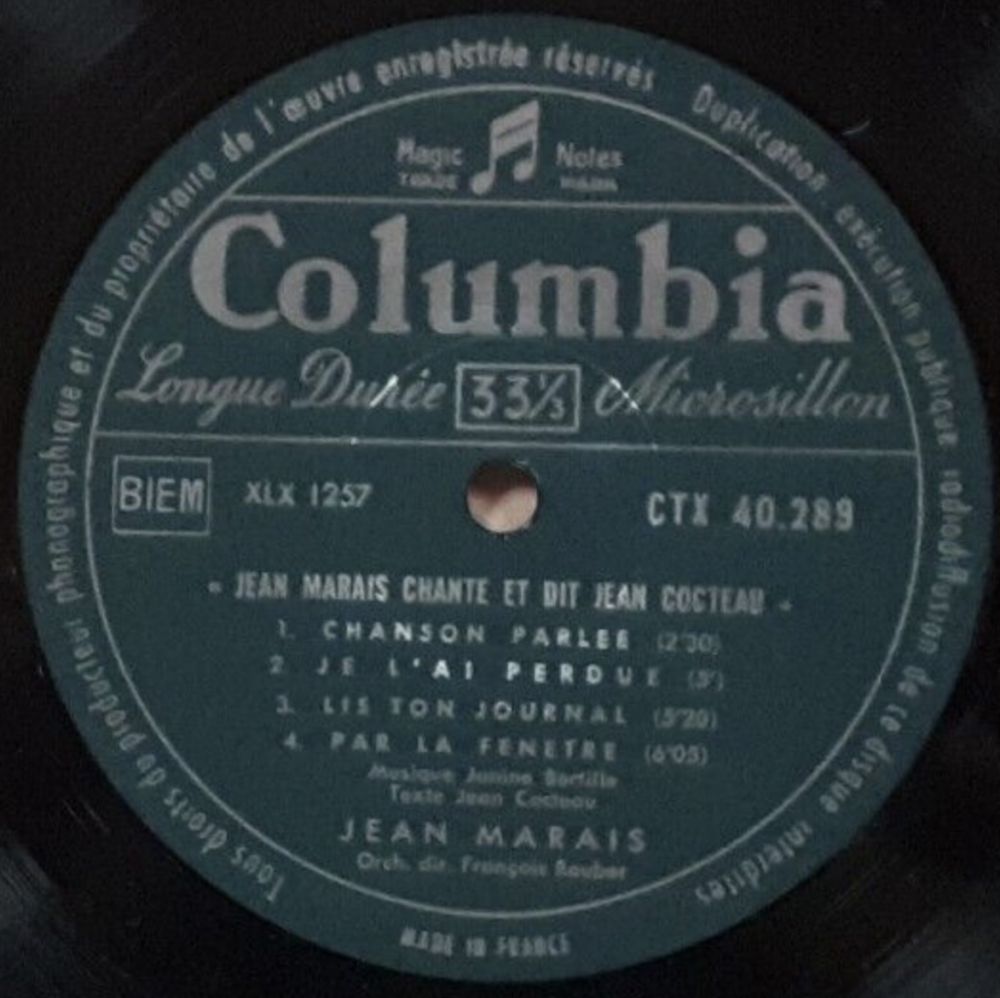 Tous droits du producteur phonographique et du propriétaire de l'œuvre enregistrée réservés
Duplication exécution publique radiodiffusion de ce disque interdites
Magic Notes
TRADE MARK
Columbia
Longue Durée 33⅓ Microsillon
BIEM XLX 1257 CTX 40.289
« JEAN MARAIS CHANTE ET DIT JEAN COCTEAU »
1. CHANSON PARLEE (2'30)
2. JE L'AI PERDUE (5')
3. LIS TON JOURNAL (5'20)
4. PAR LA FENETRE (6'05)
Musique Janine
Texte Jean Cocteau
JEAN MARAIS
Orch. dir. François Rauber
MADE IN FRANCE